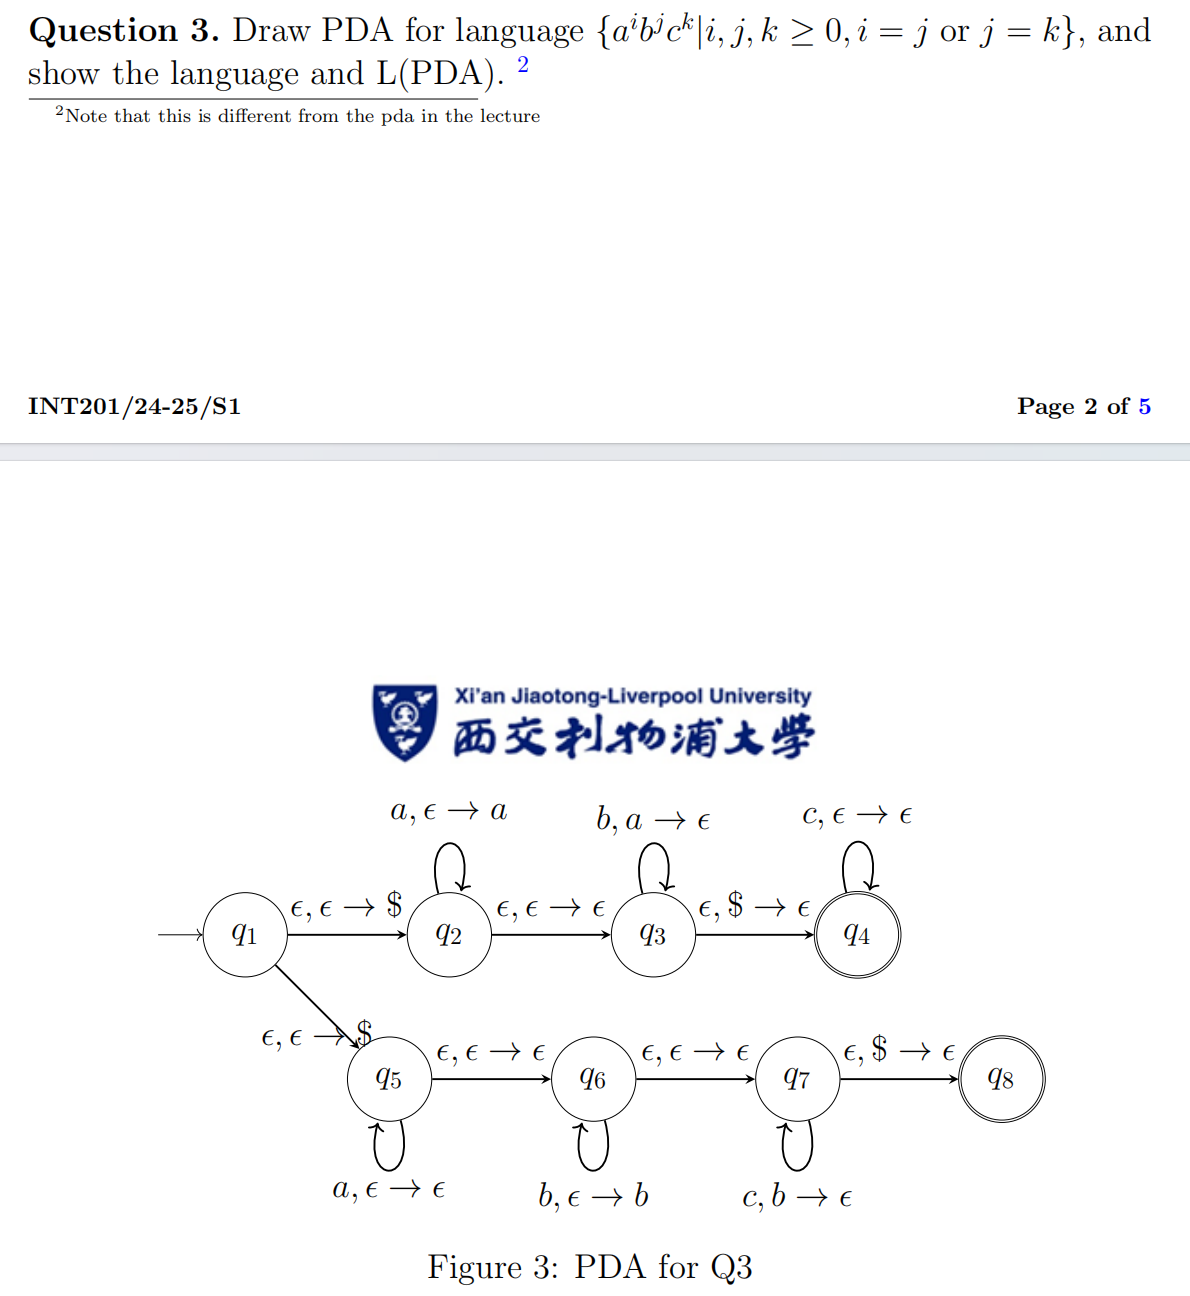 Question 3. Draw PDA for language {aⁱbʲcᵏ|i, j, k ≥ 0, i = j or j = k}, and
show the language and L(PDA). ²
²Note that this is different from the pda in the lecture
INT201/24-25/S1
Page 2 of 5
Xi'an Jiaotong-Liverpool University
西交利物浦大学
a, ϵ → a
b, a → ϵ
c, ϵ → ϵ
ϵ, ϵ → $
ϵ, ϵ → ϵ
ϵ, $ → ϵ
q1
q2
q3
q4
ϵ, ϵ → $
ϵ, ϵ → ϵ
ϵ, ϵ → ϵ
ϵ, $ → ϵ
q5
q6
q7
q8
a, ϵ → ϵ
b, ϵ → b
c, b → ϵ
Figure 3: PDA for Q3